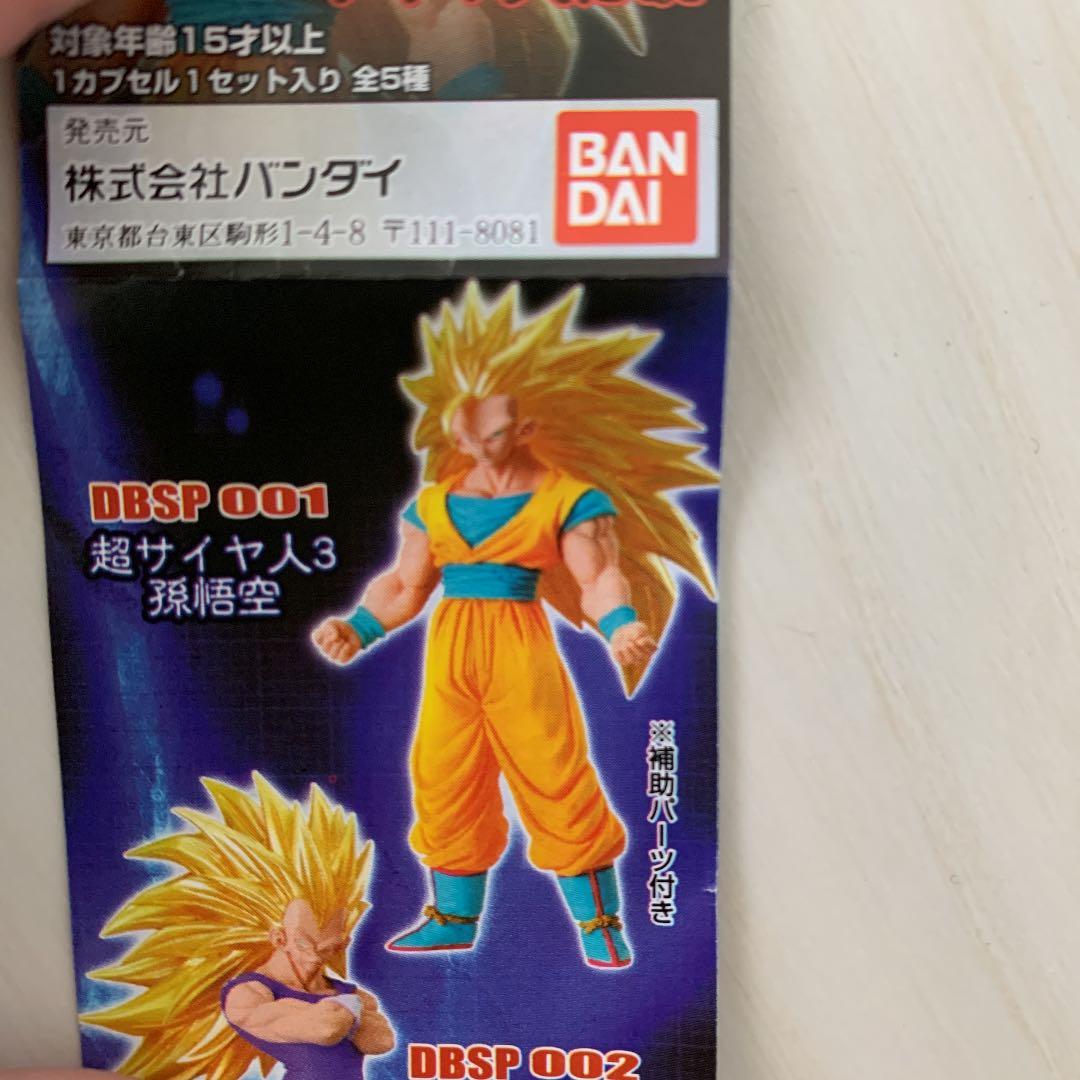 対象年齢15才以上
1カプセル1セット入り 全5種
発売元
株式会社バンダイ
東京都台東区駒形1-4-8 〒111-8081
BAN
DAI
DBSP 001
超サイヤ人3
孫悟空
※補助パーツ付き
DBSP 002